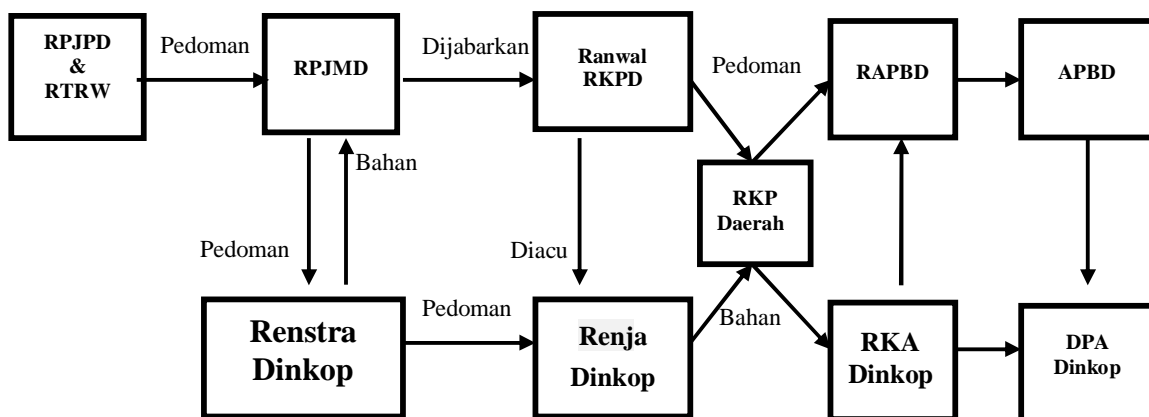 RPJPD
&
RTRW
Pedoman
RPJMD
Dijabarkan
Ranwal
RKPD
Pedoman
RAPBD
APBD
Bahan
RKP
Daerah
Pedoman
Diacu
Renstra
Dinkop
Pedoman
Renja
Dinkop
Bahan
RKA
Dinkop
DPA
Dinkop